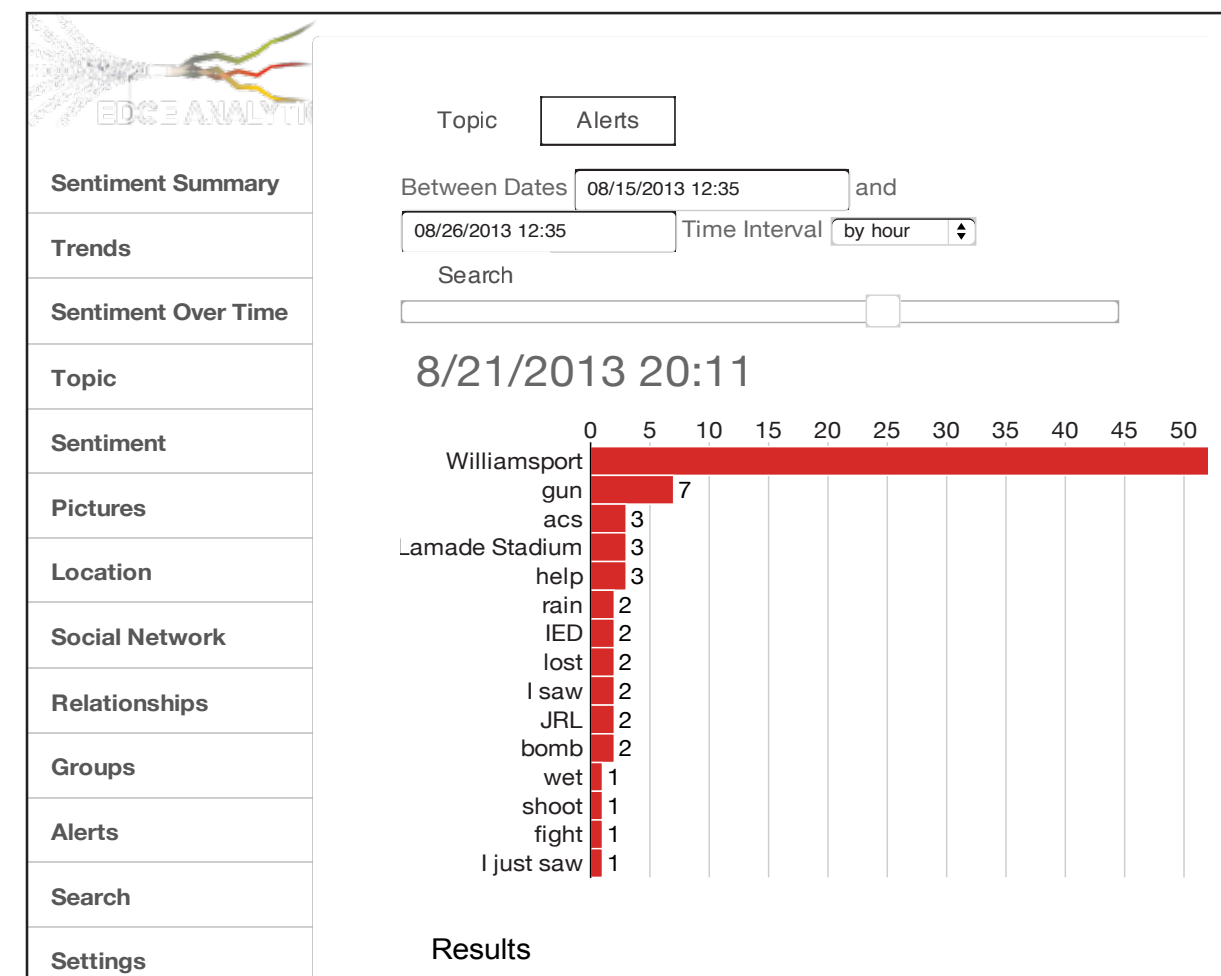 EDGE ANALYTI
Sentiment Summary
Trends
Sentiment Over Time
Topic
Sentiment
Pictures
Location
Social Network
Relationships
Groups
Alerts
Search
Settings
Topic Alerts
Between Dates 08/15/2013 12:35 and
08/26/2013 12:35 Time Interval by hour
Search
8/21/2013 20:11
0 5 10 15 20 25 30 35 40 45 50
Williamsport
gun 7
acs 3
Lamade Stadium 3
help 3
rain 2
IED 2
lost 2
I saw 2
JRL 2
bomb 2
wet 1
shoot 1
fight 1
I just saw 1
Results